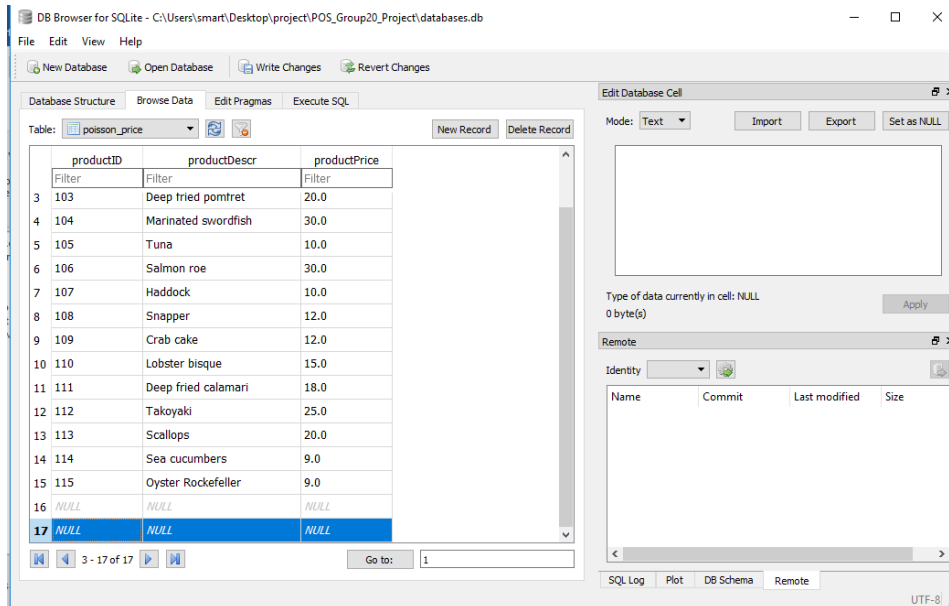 DB Browser for SQLite - C:\Users\smart\Desktop\project\POS_Group20_Project\databases.db
File Edit View Help
New Database Open Database Write Changes Revert Changes
Database Structure Browse Data Edit Pragmas Execute SQL
Table: poisson_price New Record Delete Record
productID productDescr productPrice
Filter Filter Filter
3 103 Deep fried pomfret 20.0
4 104 Marinated swordfish 30.0
5 105 Tuna 10.0
6 106 Salmon roe 30.0
7 107 Haddock 10.0
8 108 Snapper 12.0
9 109 Crab cake 12.0
10 110 Lobster bisque 15.0
11 111 Deep fried calamari 18.0
12 112 Takoyaki 25.0
13 113 Scallops 20.0
14 114 Sea cucumbers 9.0
15 115 Oyster Rockefeller 9.0
16 NULL NULL NULL
17 NULL NULL NULL
3 - 17 of 17 Go to: 1
Edit Database Cell
Mode: Text Import Export Set as NULL
Type of data currently in cell: NULL
0 byte(s)
Apply
Remote
Identity
Name Commit Last modified Size
SQL Log Plot DB Schema Remote
UTF-8